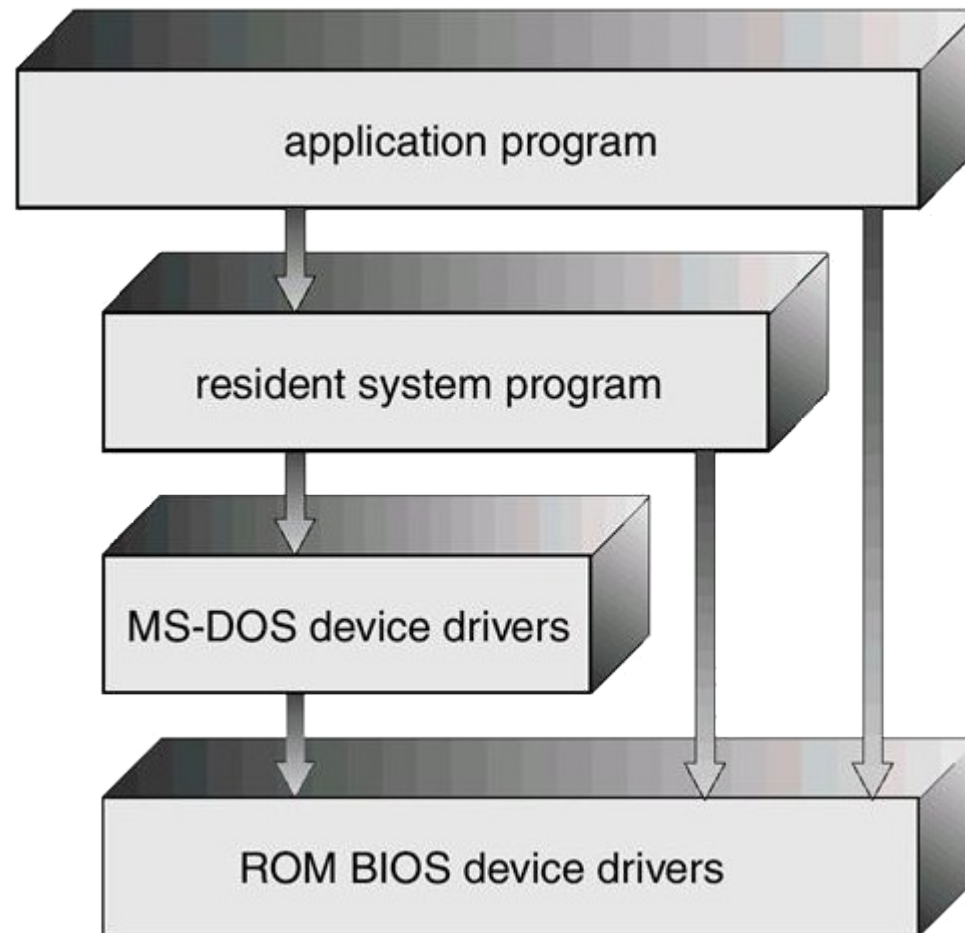 application program
resident system program
MS-DOS device drivers
ROM BIOS device drivers